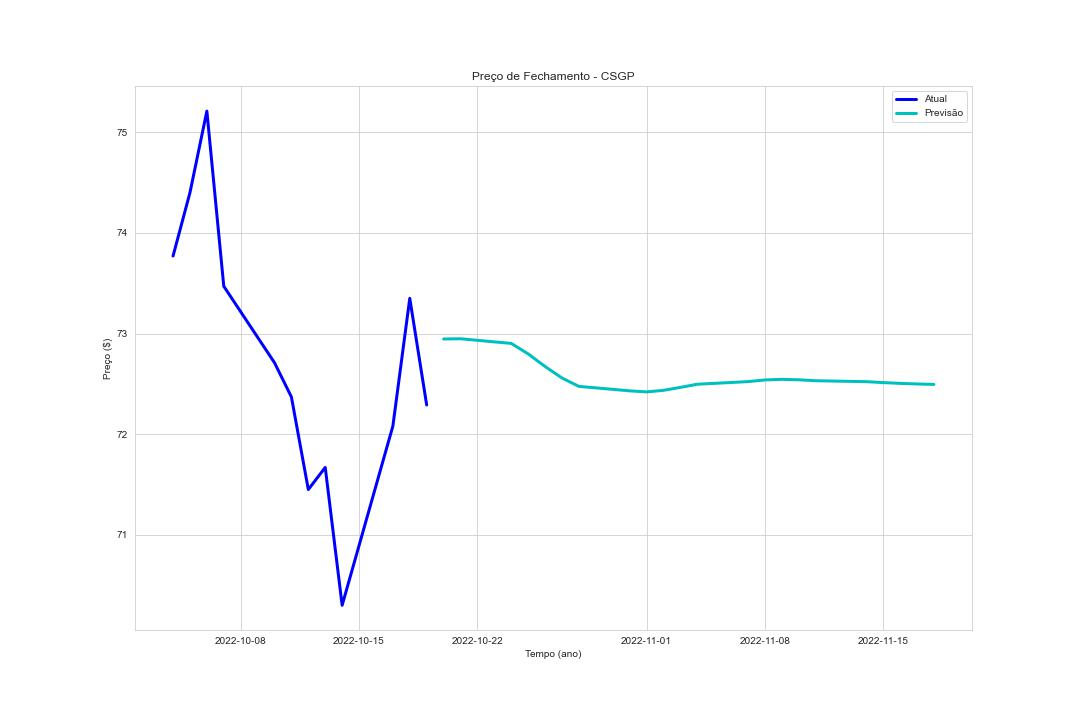 Preço de Fechamento - CSGP
Atual
Previsão
75
74
73
72
71
Preço ($)
2022-10-08
2022-10-15
2022-10-22
2022-11-01
2022-11-08
2022-11-15
Tempo (ano)